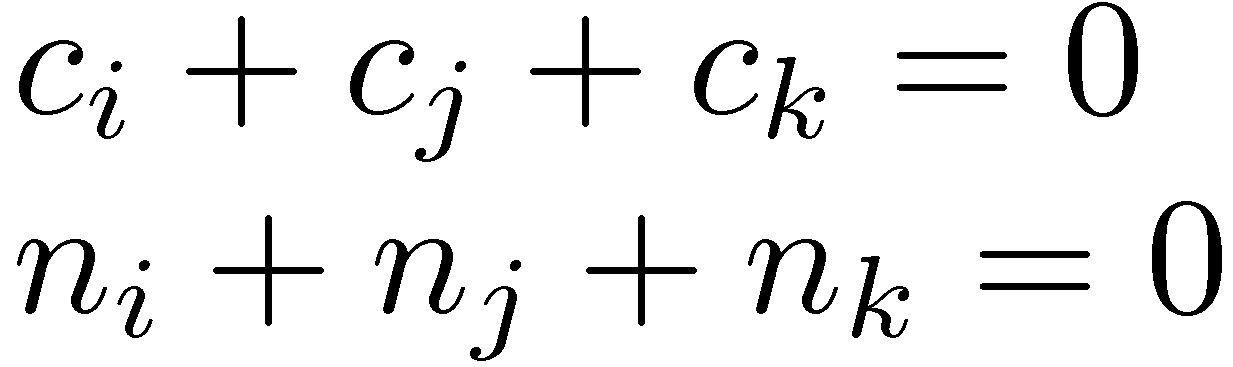 c_i + c_j + c_k = 0
n_i + n_j + n_k = 0